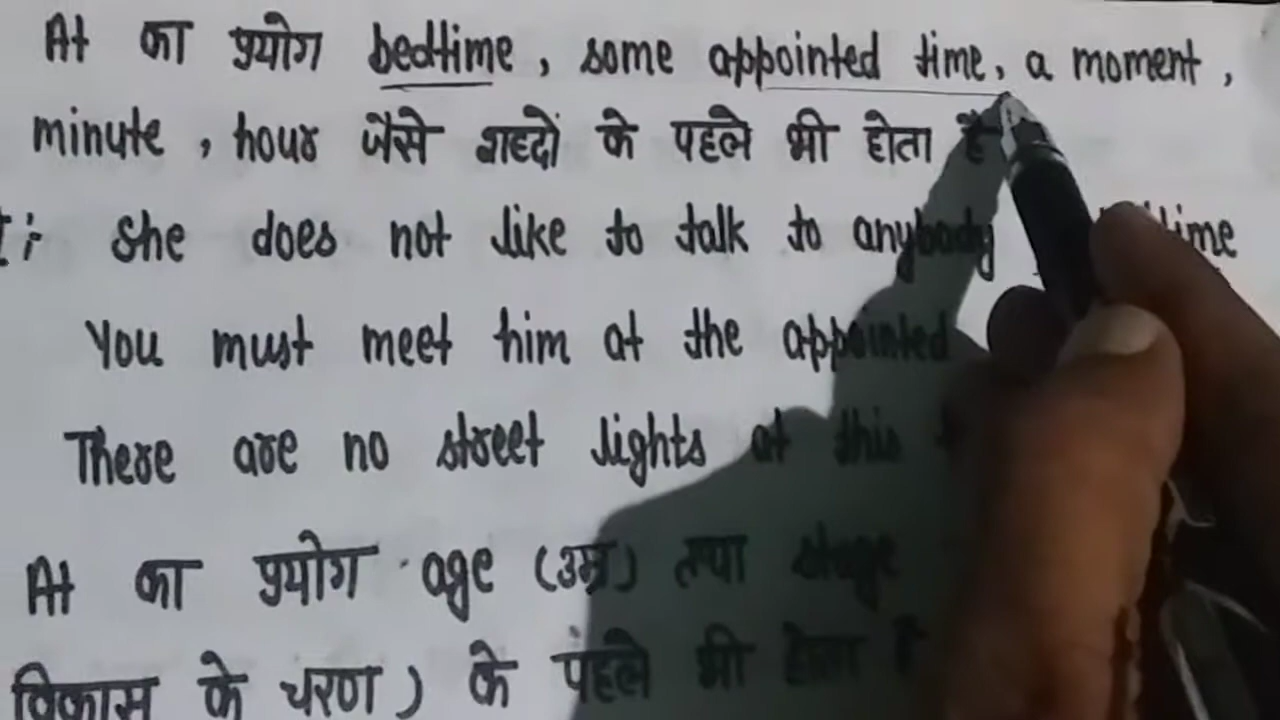 At का प्रयोग bedtime, some appointed time, a moment,
minute, hour जैसे शब्दों के पहले भी होता है
She does not like to talk to anybody
You must meet him at the appointed
There are no street lights at this
At का प्रयोग age (उम्र) तथा stage
विकास के चरण) के पहले भी होता है